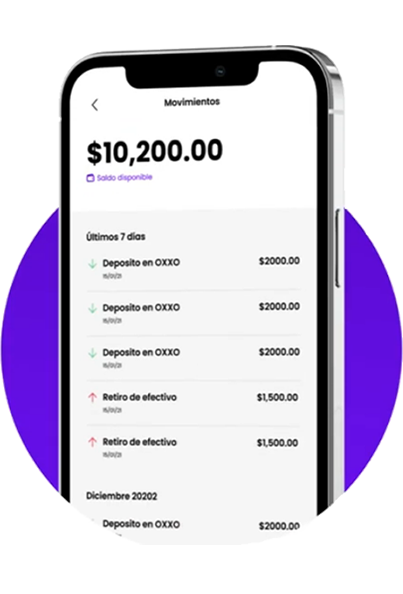 Movimientos
$10,200.00
Saldo disponible
Últimos 7 días
Deposito en OXXO $2000.00
15/01/21
Deposito en OXXO $2000.00
15/01/21
Deposito en OXXO $2000.00
15/01/21
Retiro de efectivo $1,500.00
15/01/21
Retiro de efectivo $1,500.00
15/01/21
Diciembre 20202
Deposito en OXXO $2000.00